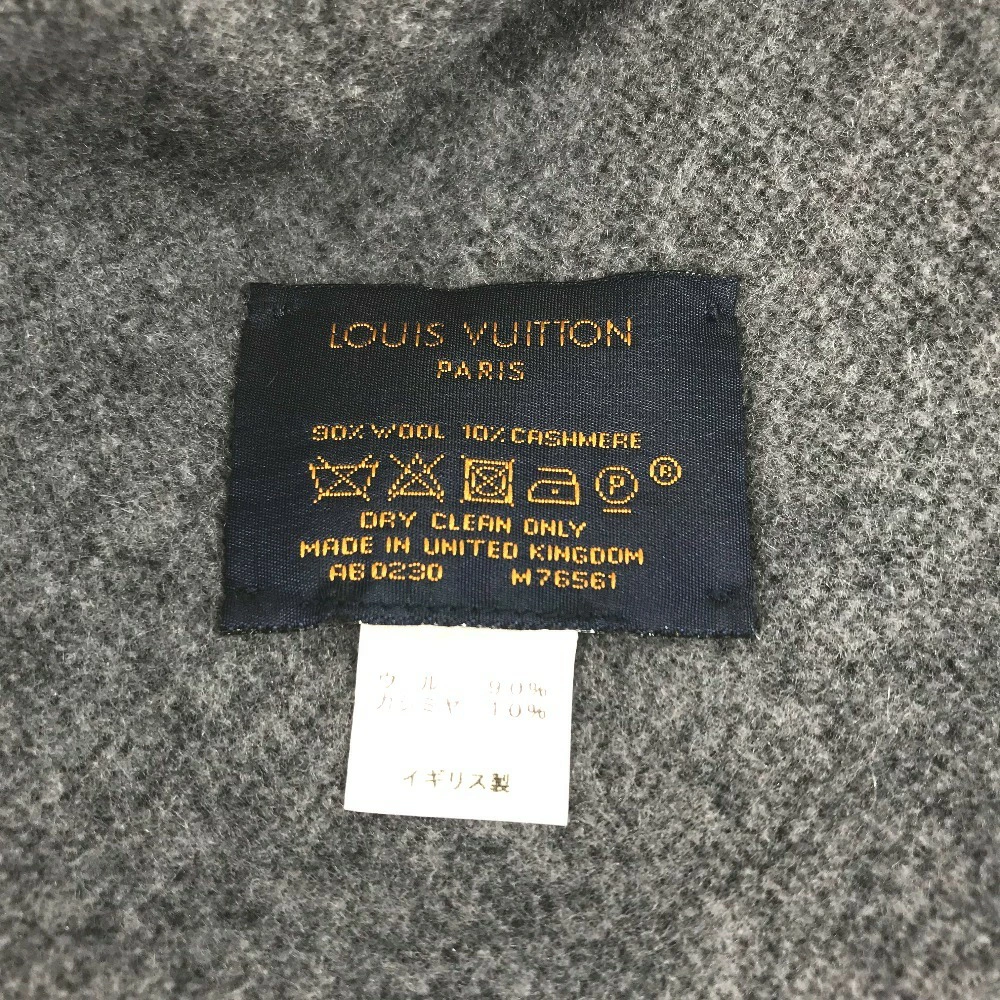 LOUIS VUITTON
PARIS
90% WOOL 10% CASHMERE
P ®
DRY CLEAN ONLY
MADE IN UNITED KINGDOM
AB0230 M76561
ウール 90%
カシミヤ 10%
イギリス製